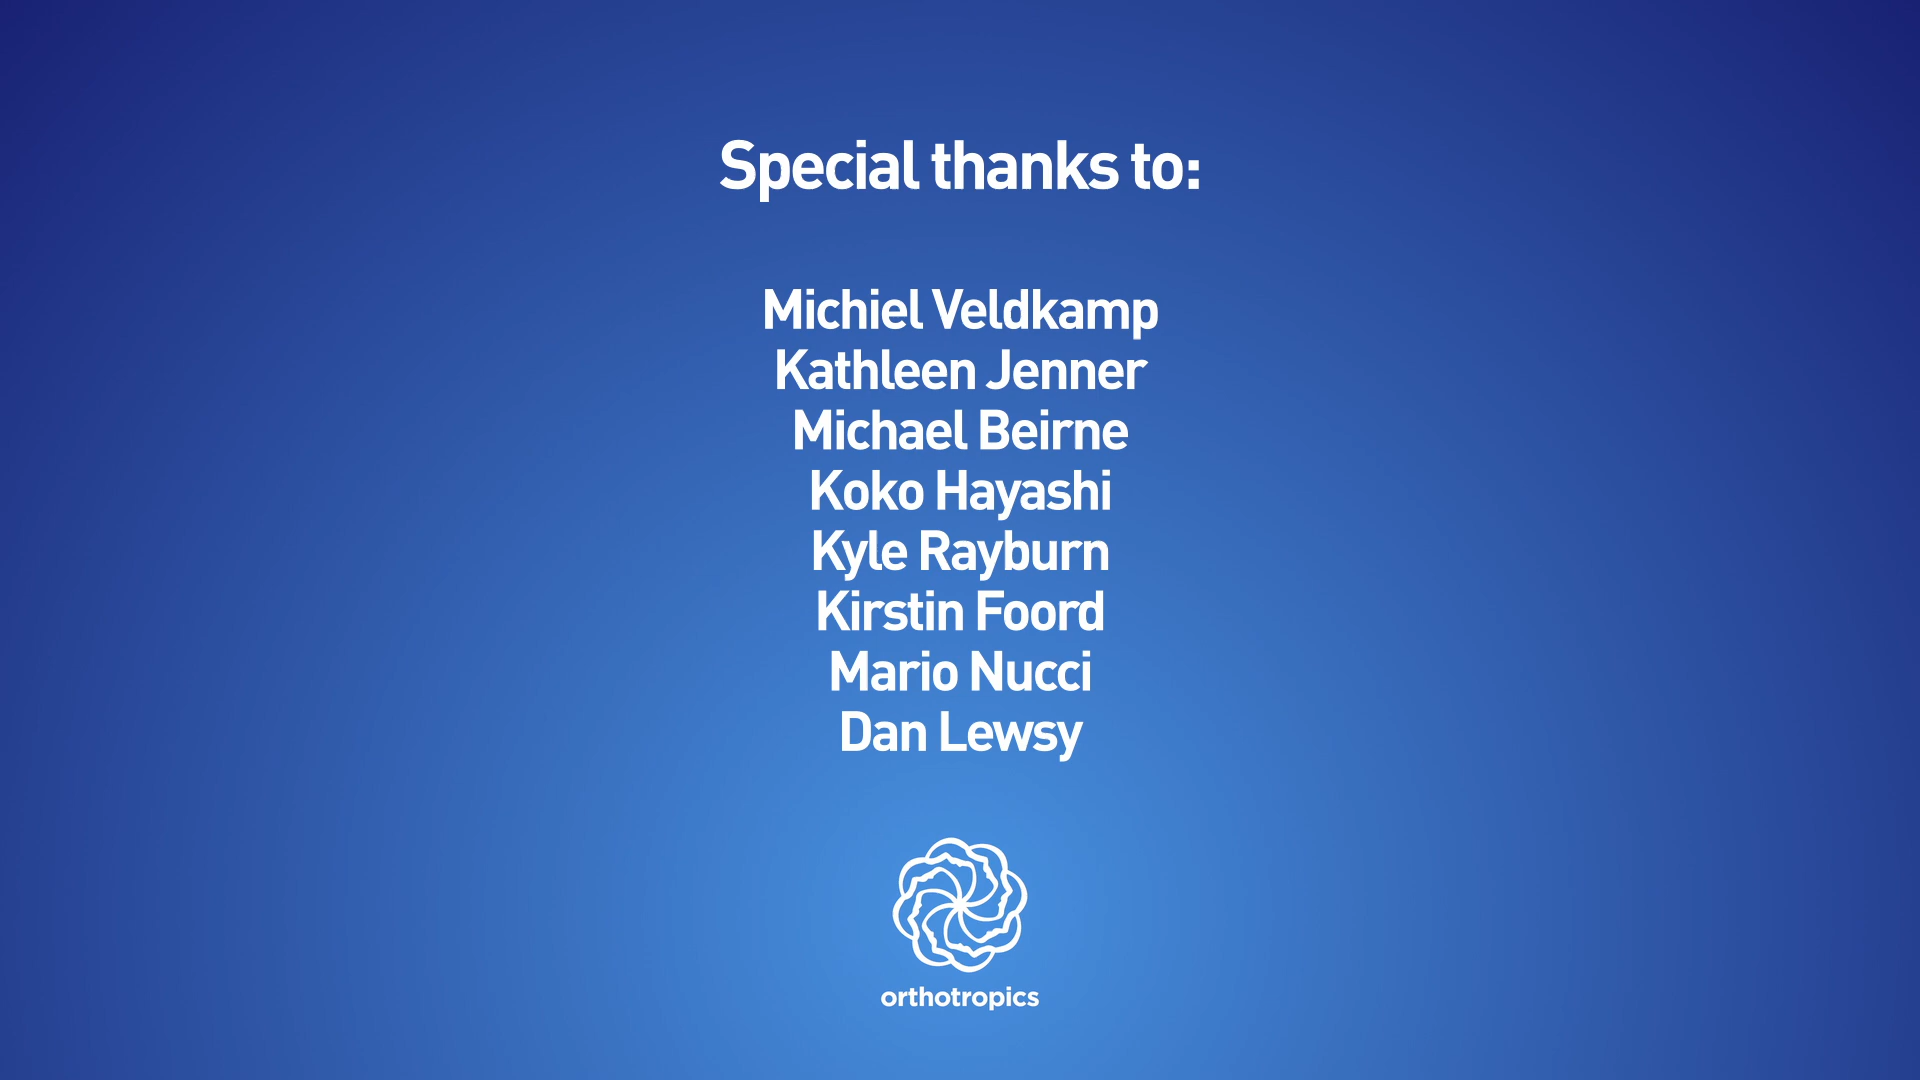 Special thanks to:
Michiel Veldkamp
Kathleen Jenner
Michael Beirne
Koko Hayashi
Kyle Rayburn
Kirstin Foord
Mario Nucci
Dan Lewsy
orthotropics